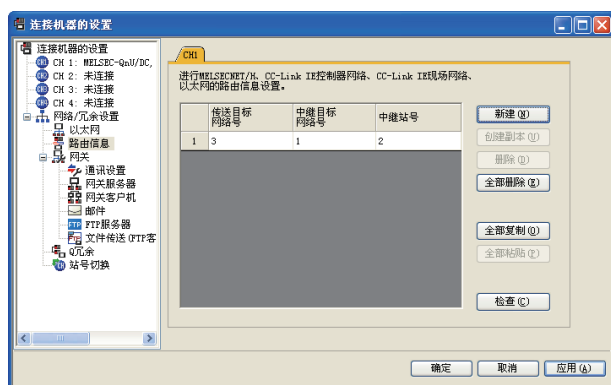 连接机器的设置
连接机器的设置
CH 1: MELSEC-QnU/DC,
CH 2: 未连接
CH 3: 未连接
CH 4: 未连接
网络/冗余设置
以太网
路由信息
网关
通讯设置
网关服务器
网关客户机
邮件
FTP服务器
文件传送(FTP客
Q冗余
站号切换
CH1
进行MELSECNET/H、CC-Link IE控制器网络、CC-Link IE现场网络、
以太网的路由信息设置。
传送目标网络号 中继目标网络号 中继站号
1 3 1 2
新建(N)
创建副本(U)
删除(D)
全部删除(E)
全部复制(O)
全部粘贴(P)
检查(C)
确定 取消 应用(A)